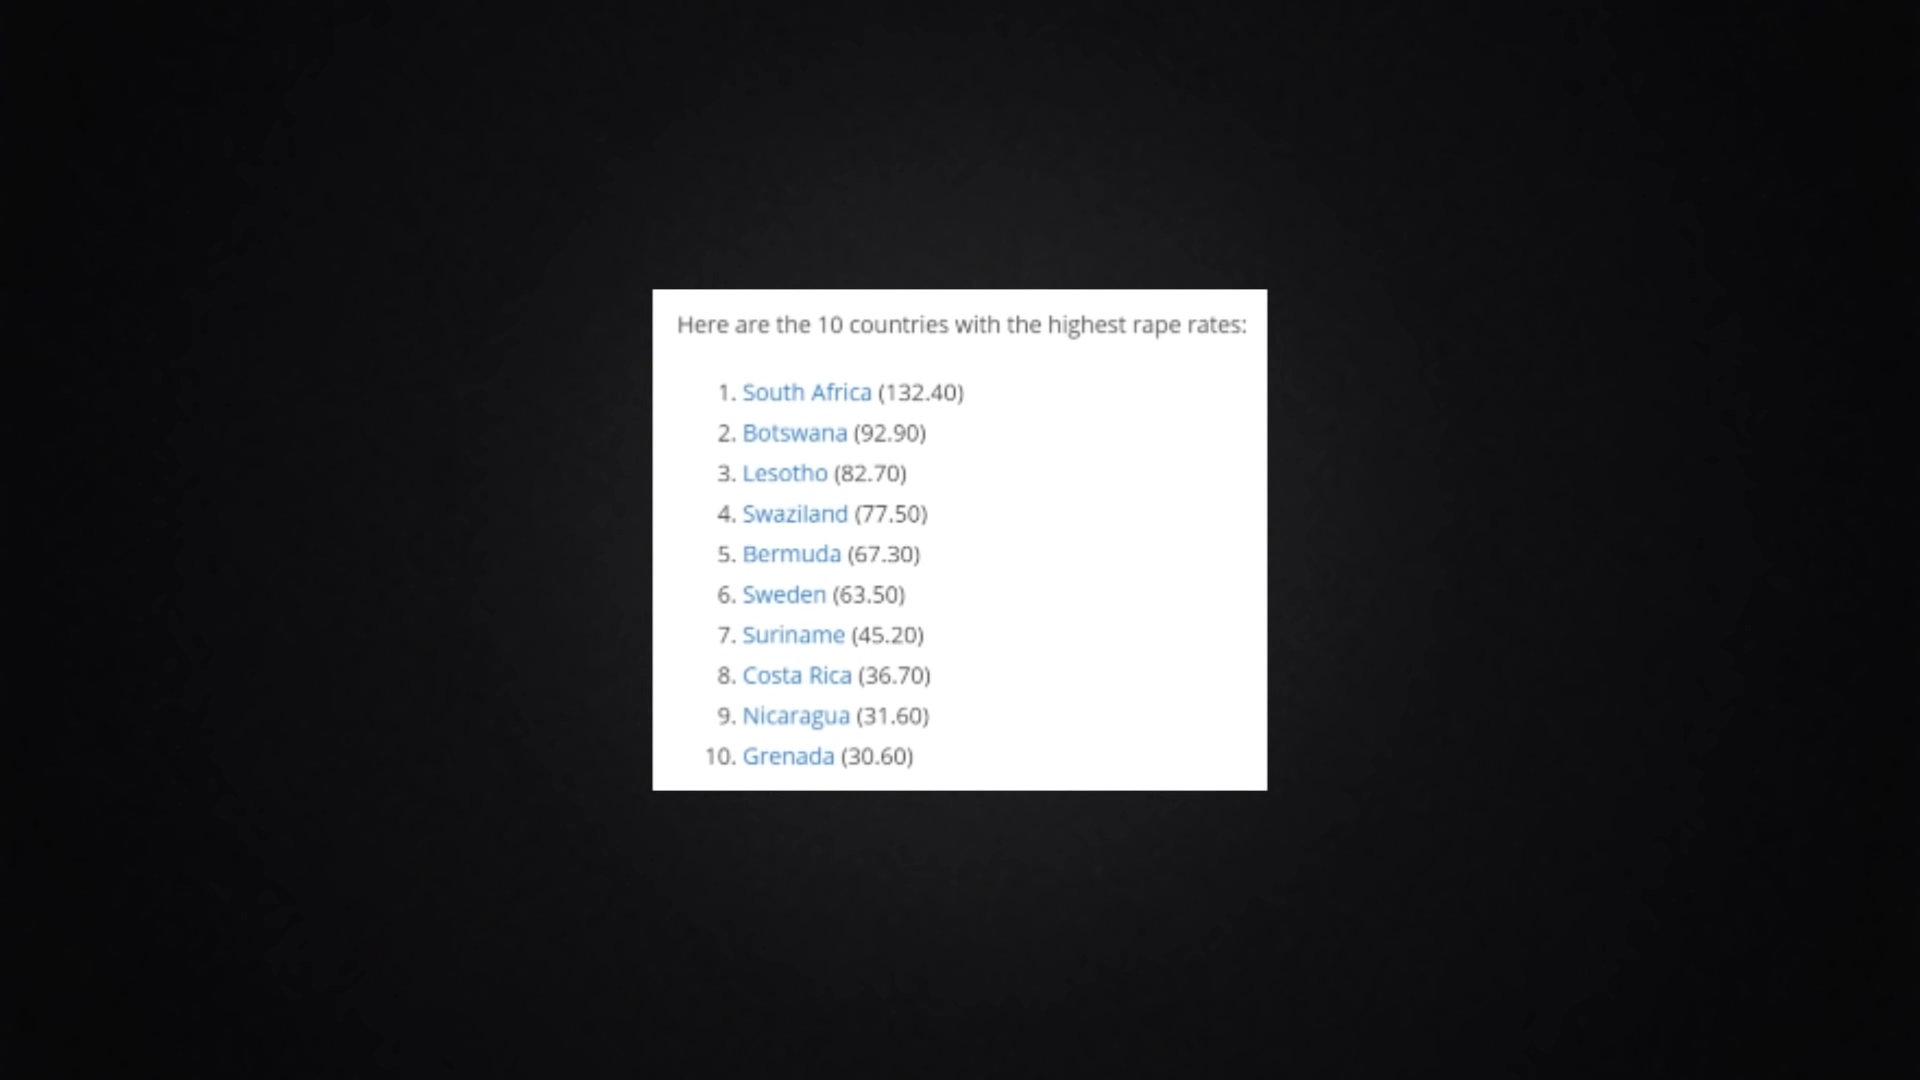 Here are the 10 countries with the highest rape rates:
1. South Africa (132.40)
2. Botswana (92.90)
3. Lesotho (82.70)
4. Swaziland (77.50)
5. Bermuda (67.30)
6. Sweden (63.50)
7. Suriname (45.20)
8. Costa Rica (36.70)
9. Nicaragua (31.60)
10. Grenada (30.60)